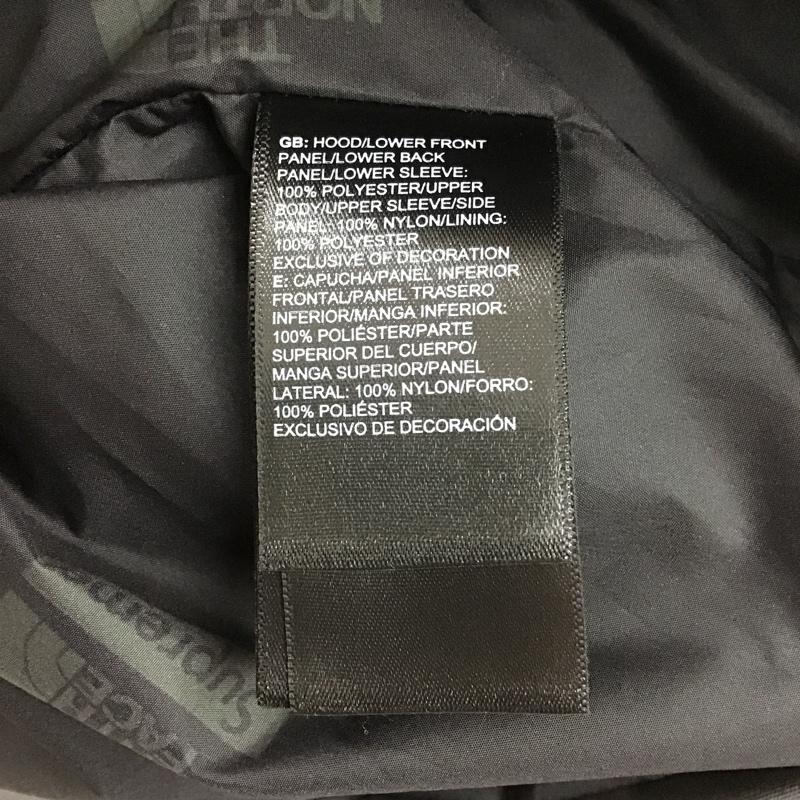 THE
NORTH
GB: HOOD/LOWER FRONT
PANEL/LOWER BACK
PANEL/LOWER SLEEVE:
100% POLYESTER/UPPER
BODY/UPPER SLEEVE/SIDE
PANEL: 100% NYLON/LINING:
100% POLYESTER
EXCLUSIVE OF DECORATION
E: CAPUCHA/PANEL INFERIOR
FRONTAL/PANEL TRASERO
INFERIOR/MANGA INFERIOR:
100% POLIÉSTER/PARTE
SUPERIOR DEL CUERPO/
MANGA SUPERIOR/PANEL
LATERAL: 100% NYLON/FORRO:
100% POLIÉSTER
EXCLUSIVO DE DECORACIÓN
Supreme
FACE